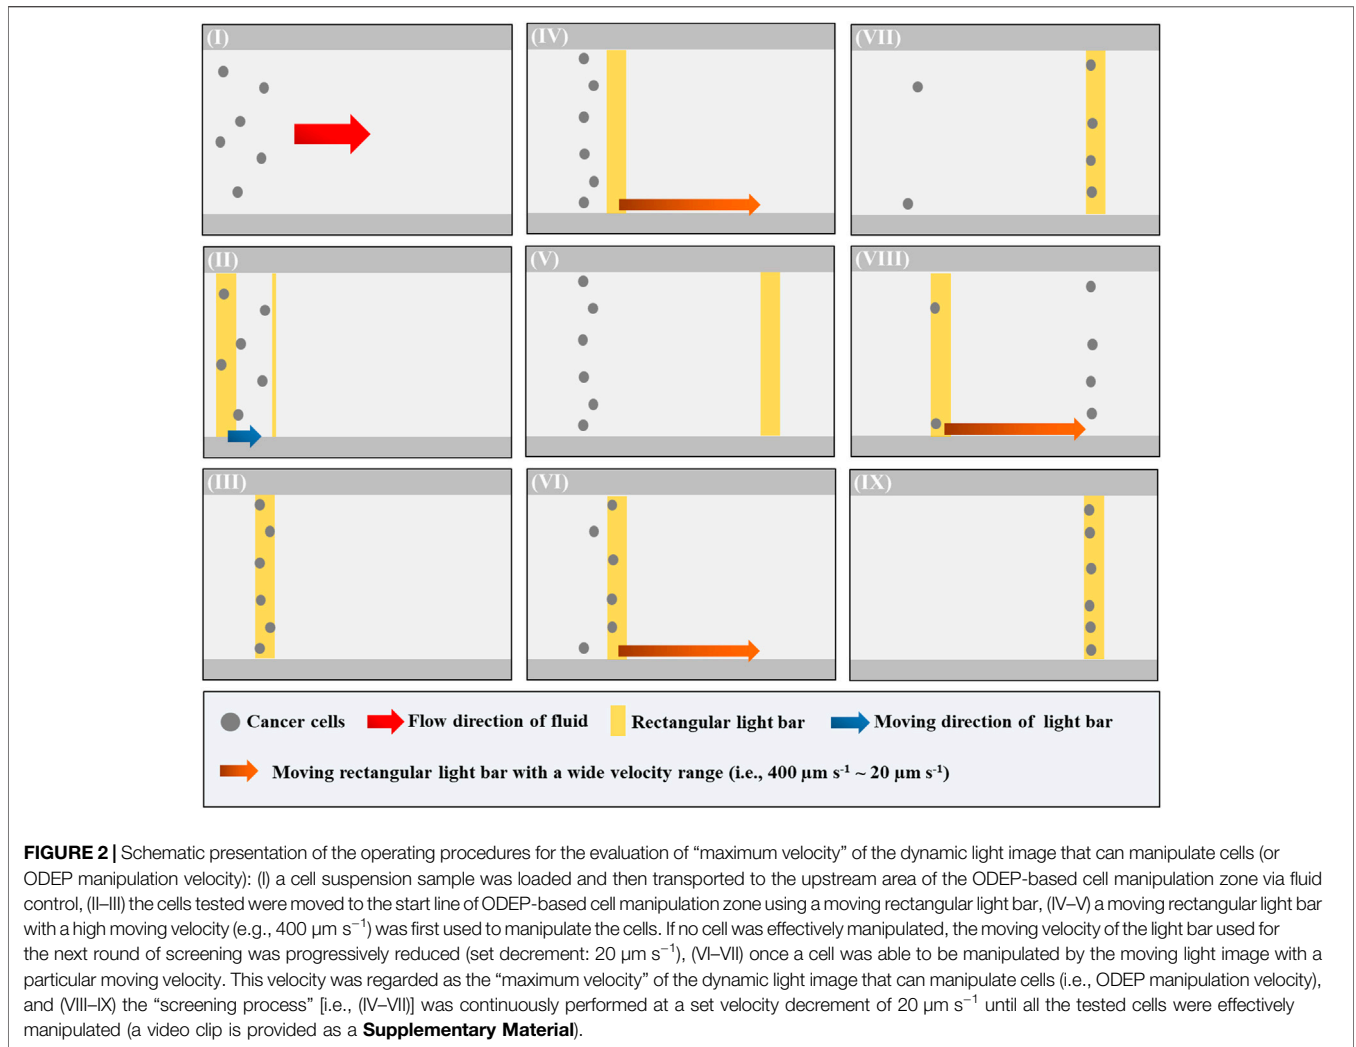 (I)
(IV)
(VII)
(II)
(V)
(VIII)
(III)
(VI)
(IX)
Cancer cells
Flow direction of fluid
Rectangular light bar
Moving direction of light bar
Moving rectangular light bar with a wide velocity range (i.e., 400 µm s⁻¹ ~ 20 µm s⁻¹)
FIGURE 2 | Schematic presentation of the operating procedures for the evaluation of “maximum velocity” of the dynamic light image that can manipulate cells (or
ODEP manipulation velocity): (I) a cell suspension sample was loaded and then transported to the upstream area of the ODEP-based cell manipulation zone via fluid
control, (II–III) the cells tested were moved to the start line of ODEP-based cell manipulation zone using a moving rectangular light bar, (IV–V) a moving rectangular light bar
with a high moving velocity (e.g., 400 µm s⁻¹) was first used to manipulate the cells. If no cell was effectively manipulated, the moving velocity of the light bar used for
the next round of screening was progressively reduced (set decrement: 20 µm s⁻¹), (VI–VII) once a cell was able to be manipulated by the moving light image with a
particular moving velocity. This velocity was regarded as the “maximum velocity” of the dynamic light image that can manipulate cells (i.e., ODEP manipulation velocity),
and (VIII–IX) the “screening process” [i.e., (IV–VII)] was continuously performed at a set velocity decrement of 20 µm s⁻¹ until all the tested cells were effectively
manipulated (a video clip is provided as a Supplementary Material).